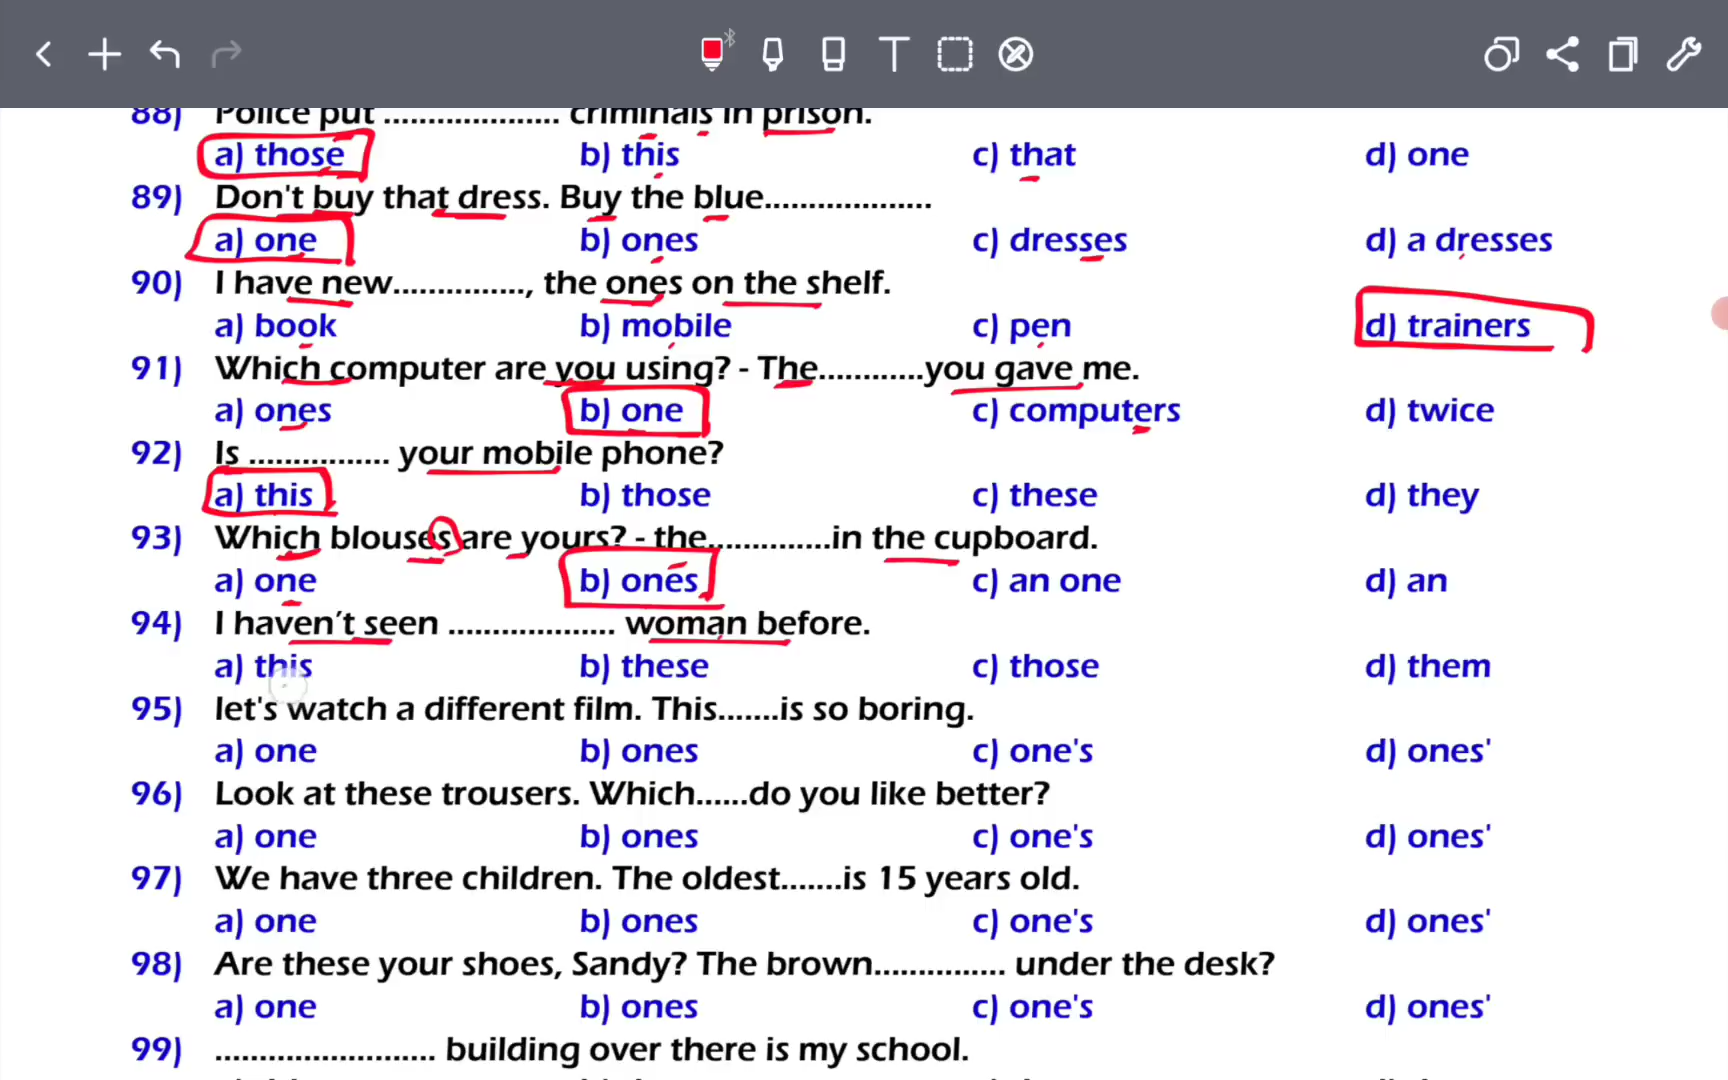 88) Police put ................... criminals in prison.
a) those b) this c) that d) one
89) Don't buy that dress. Buy the blue...................
a) one b) ones c) dresses d) a dresses
90) I have new..............., the ones on the shelf.
a) book b) mobile c) pen d) trainers
91) Which computer are you using? - The............you gave me.
a) ones b) one c) computers d) twice
92) Is ................ your mobile phone?
a) this b) those c) these d) they
93) Which blouses are yours? - the..............in the cupboard.
a) one b) ones c) an one d) an
94) I haven't seen ................... woman before.
a) this b) these c) those d) them
95) let's watch a different film. This.......is so boring.
a) one b) ones c) one's d) ones'
96) Look at these trousers. Which......do you like better?
a) one b) ones c) one's d) ones'
97) We have three children. The oldest.......is 15 years old.
a) one b) ones c) one's d) ones'
98) Are these your shoes, Sandy? The brown............... under the desk?
a) one b) ones c) one's d) ones'
99) ......................... building over there is my school.